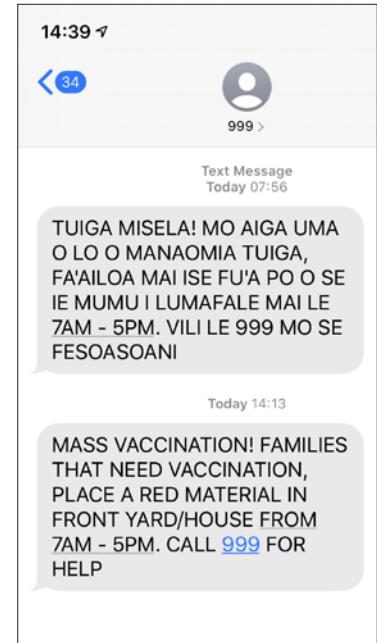 14:39
34
999
Text Message
Today 07:56
TUIGA MISELA! MO AIGA UMA
O LO O MANAOMIA TUIGA,
FA'AILOA MAI ISE FU'A PO O SE
IE MUMU I LUMAFALE MAI LE
7AM - 5PM. VILI LE 999 MO SE
FESOASOANI
Today 14:13
MASS VACCINATION! FAMILIES
THAT NEED VACCINATION,
PLACE A RED MATERIAL IN
FRONT YARD/HOUSE FROM
7AM - 5PM. CALL 999 FOR
HELP